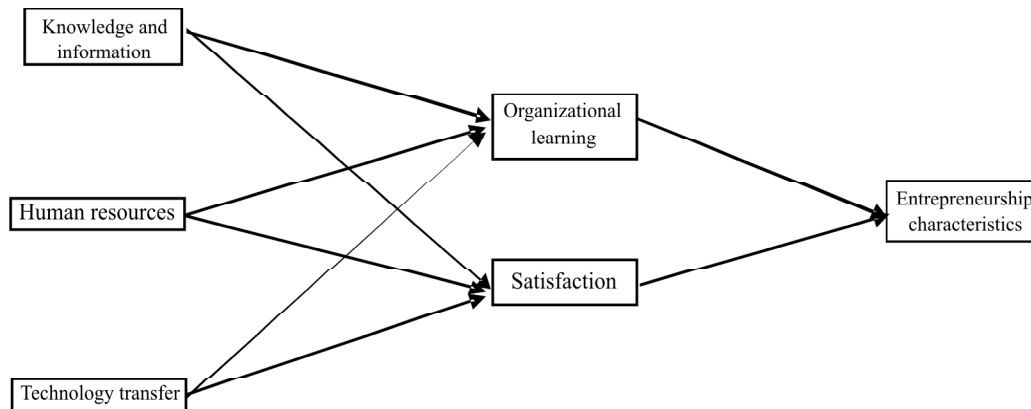 Knowledge and
information
Organizational
learning
Human resources
Entrepreneurship
characteristics
Satisfaction
Technology transfer